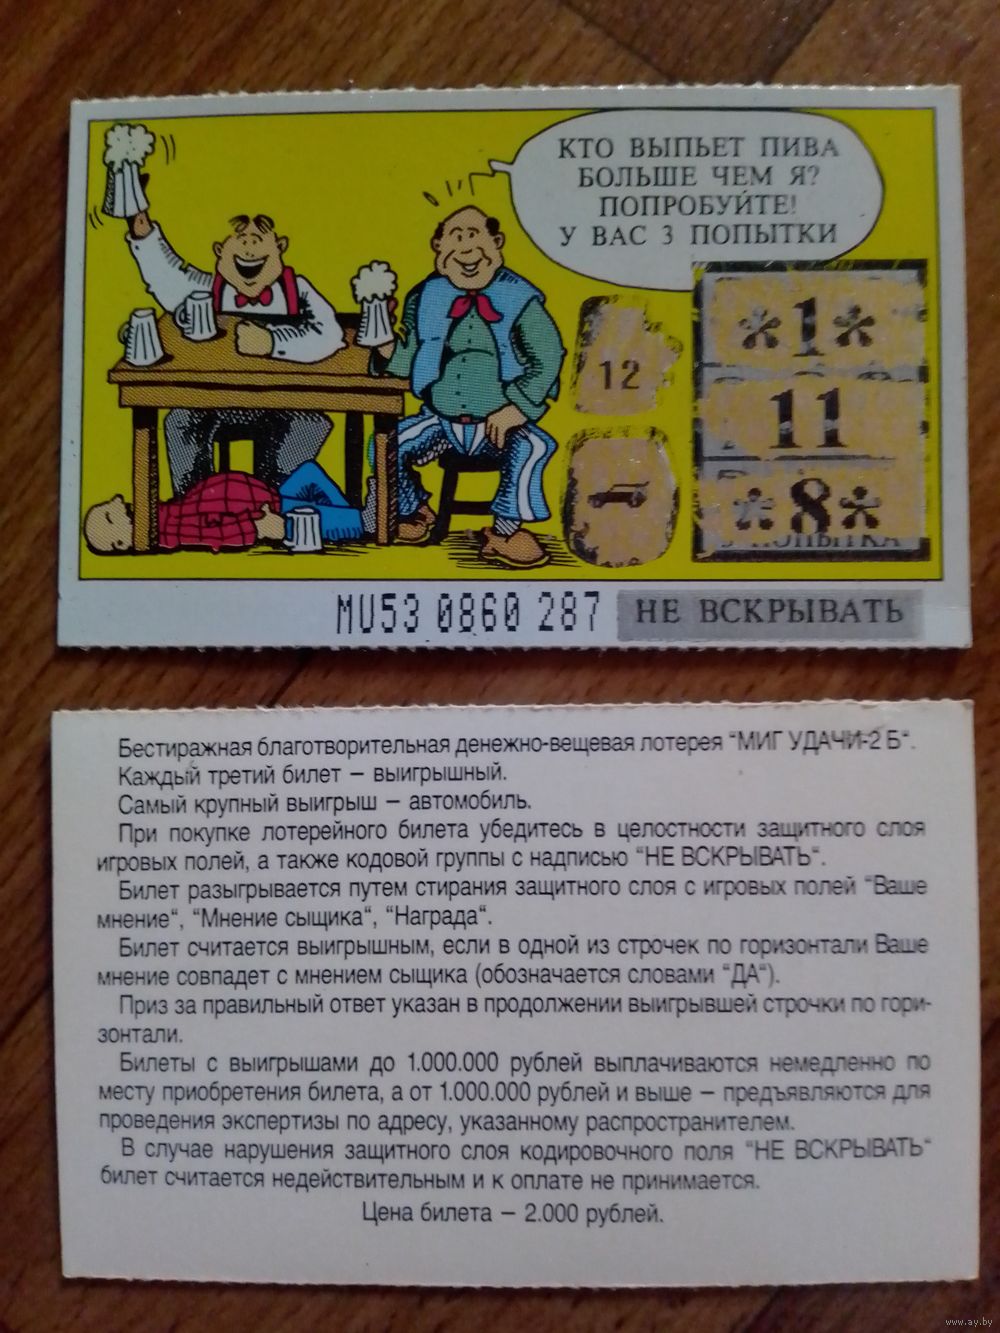 КТО ВЫПЬЕТ ПИВА
БОЛЬШЕ ЧЕМ Я?
ПОПРОБУЙТЕ!
У ВАС 3 ПОПЫТКИ
12
*1*
11
*8*
ПОПЫТКА
MU53 0860 287
НЕ ВСКРЫВАТЬ
Бестиражная благотворительная денежно-вещевая лотерея “МИГ УДАЧИ-2 Б“.
Каждый третий билет – выигрышный.
Самый крупный выигрыш – автомобиль.
При покупке лотерейного билета убедитесь в целостности защитного слоя
игровых полей, а также кодовой группы с надписью “НЕ ВСКРЫВАТЬ“.
Билет разыгрывается путем стирания защитного слоя с игровых полей “Ваше
мнение“, “Мнение сыщика“, “Награда“.
Билет считается выигрышным, если в одной из строчек по горизонтали Ваше
мнение совпадет с мнением сыщика (обозначается словами “ДА“).
Приз за правильный ответ указан в продолжении выигрывшей строчки по гори-
зонтали.
Билеты с выигрышами до 1.000.000 рублей выплачиваются немедленно по
месту приобретения билета, а от 1.000.000 рублей и выше – предъявляются для
проведения экспертизы по адресу, указанному распространителем.
В случае нарушения защитного слоя кодировочного поля “НЕ ВСКРЫВАТЬ“
билет считается недействительным и к оплате не принимается.
Цена билета – 2.000 рублей.
www.ay.by